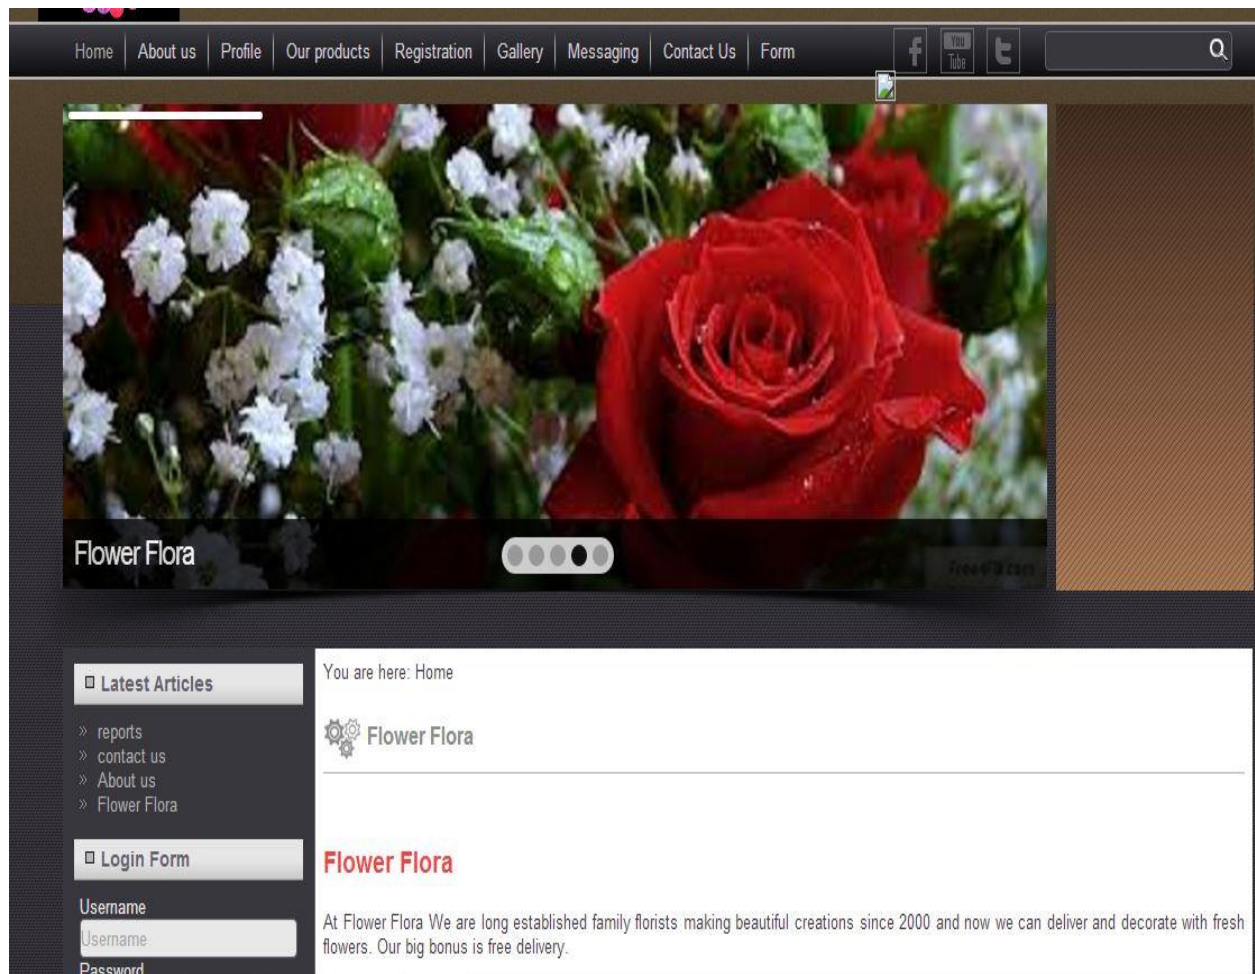 Home About us Profile Our products Registration Gallery Messaging Contact Us Form
You
Tube
Flower Flora
Latest Articles
» reports
» contact us
» About us
» Flower Flora
Login Form
Username
Username
Password
You are here: Home
Flower Flora
Flower Flora
At Flower Flora We are long established family florists making beautiful creations since 2000 and now we can deliver and decorate with fresh
flowers. Our big bonus is free delivery.